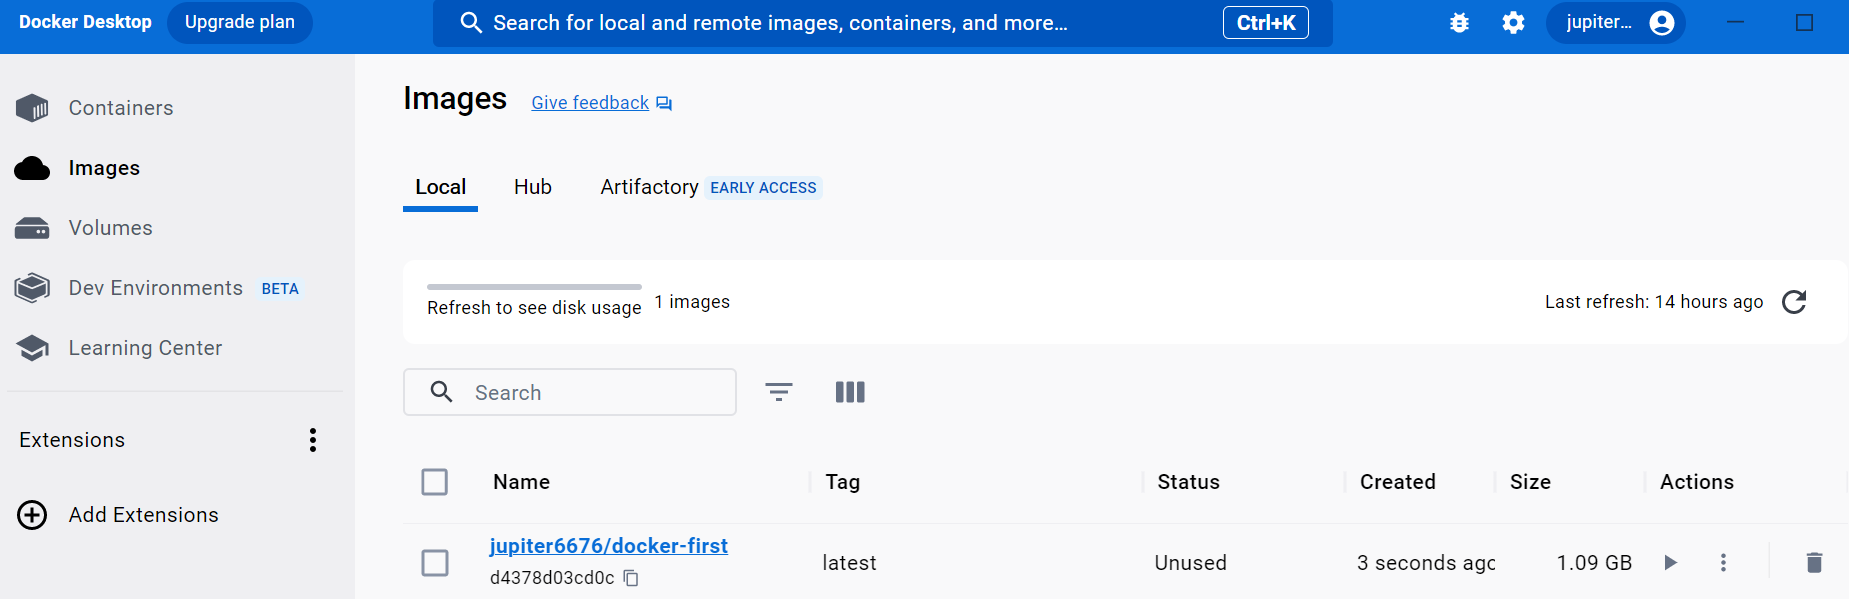 Docker Desktop Upgrade plan Search for local and remote images, containers, and more... Ctrl+K jupiter...
Containers
Images
Volumes
Dev Environments BETA
Learning Center
Extensions
Add Extensions
Images Give feedback
Local Hub Artifactory EARLY ACCESS
Refresh to see disk usage 1 images Last refresh: 14 hours ago
Search
Name Tag Status Created Size Actions
jupiter6676/docker-first
d4378d03cd0c
latest Unused 3 seconds ago 1.09 GB